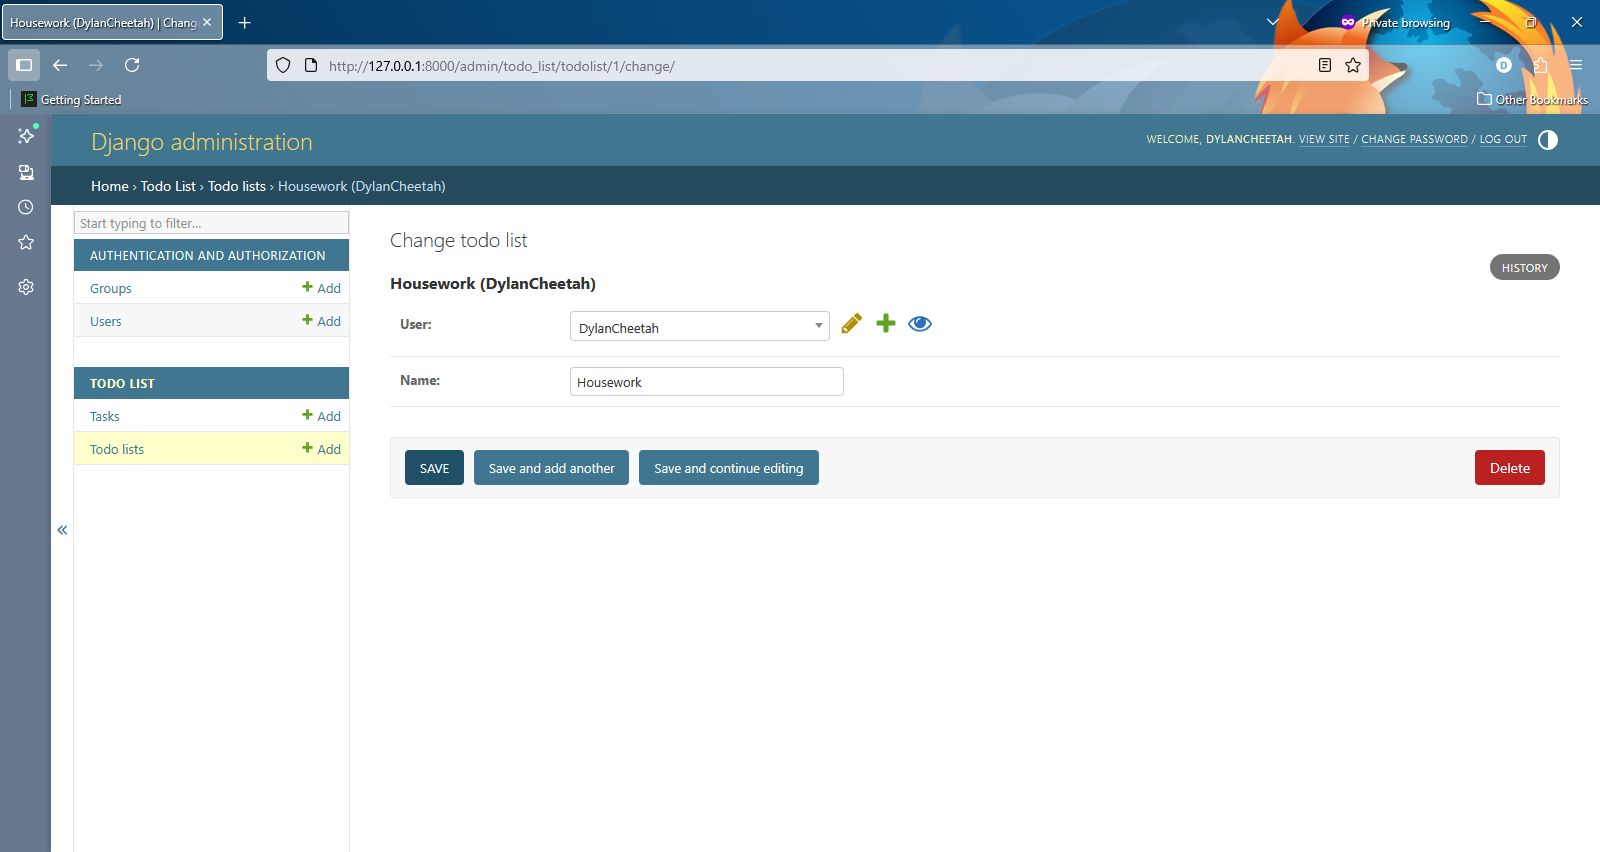 Housework (DylanCheetah) | Chang
Private browsing
http://127.0.0.1:8000/admin/todo_list/todolist/1/change/
D
Getting Started
Other Bookmarks
Django administration
WELCOME, DYLANCHEETAH. VIEW SITE / CHANGE PASSWORD / LOG OUT
Home › Todo List › Todo lists › Housework (DylanCheetah)
Start typing to filter...
AUTHENTICATION AND AUTHORIZATION
Groups Add
Users Add
TODO LIST
Tasks Add
Todo lists Add
Change todo list
HISTORY
Housework (DylanCheetah)
User: DylanCheetah
Name: Housework
SAVE Save and add another Save and continue editing Delete
«